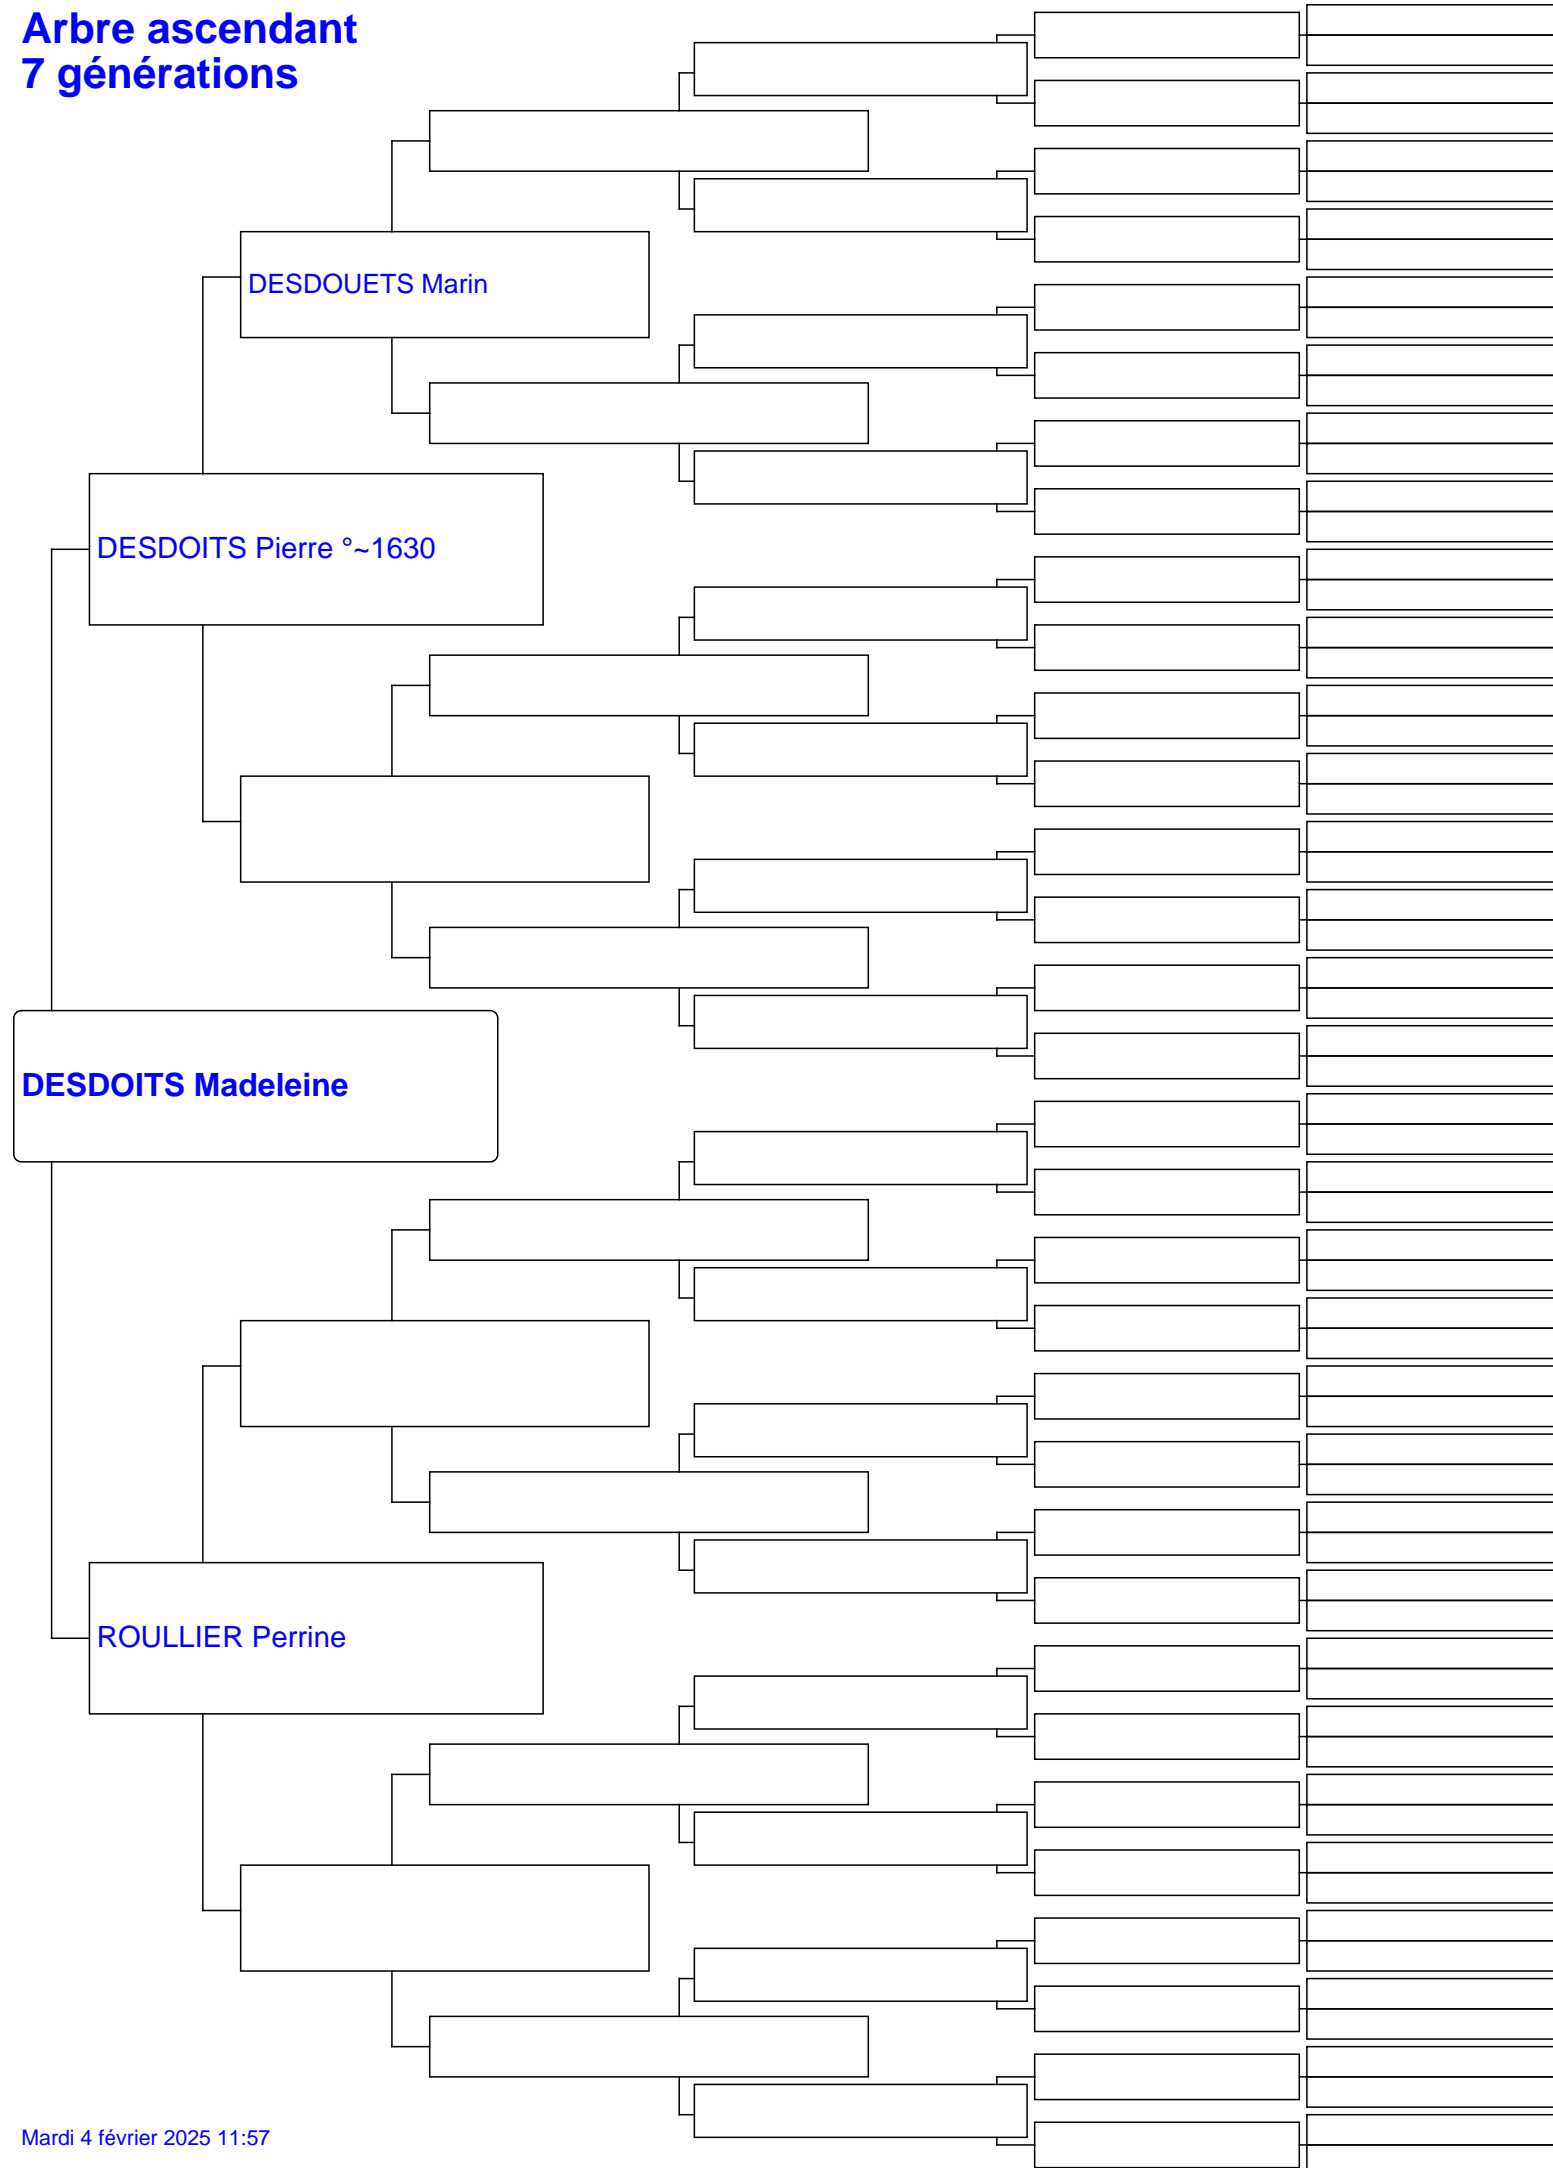 Arbre ascendant
7 générations
DESDOUETS Marin
DESDOITS Pierre °~1630
DESDOITS Madeleine
ROULLIER Perrine
Mardi 4 février 2025 11:57